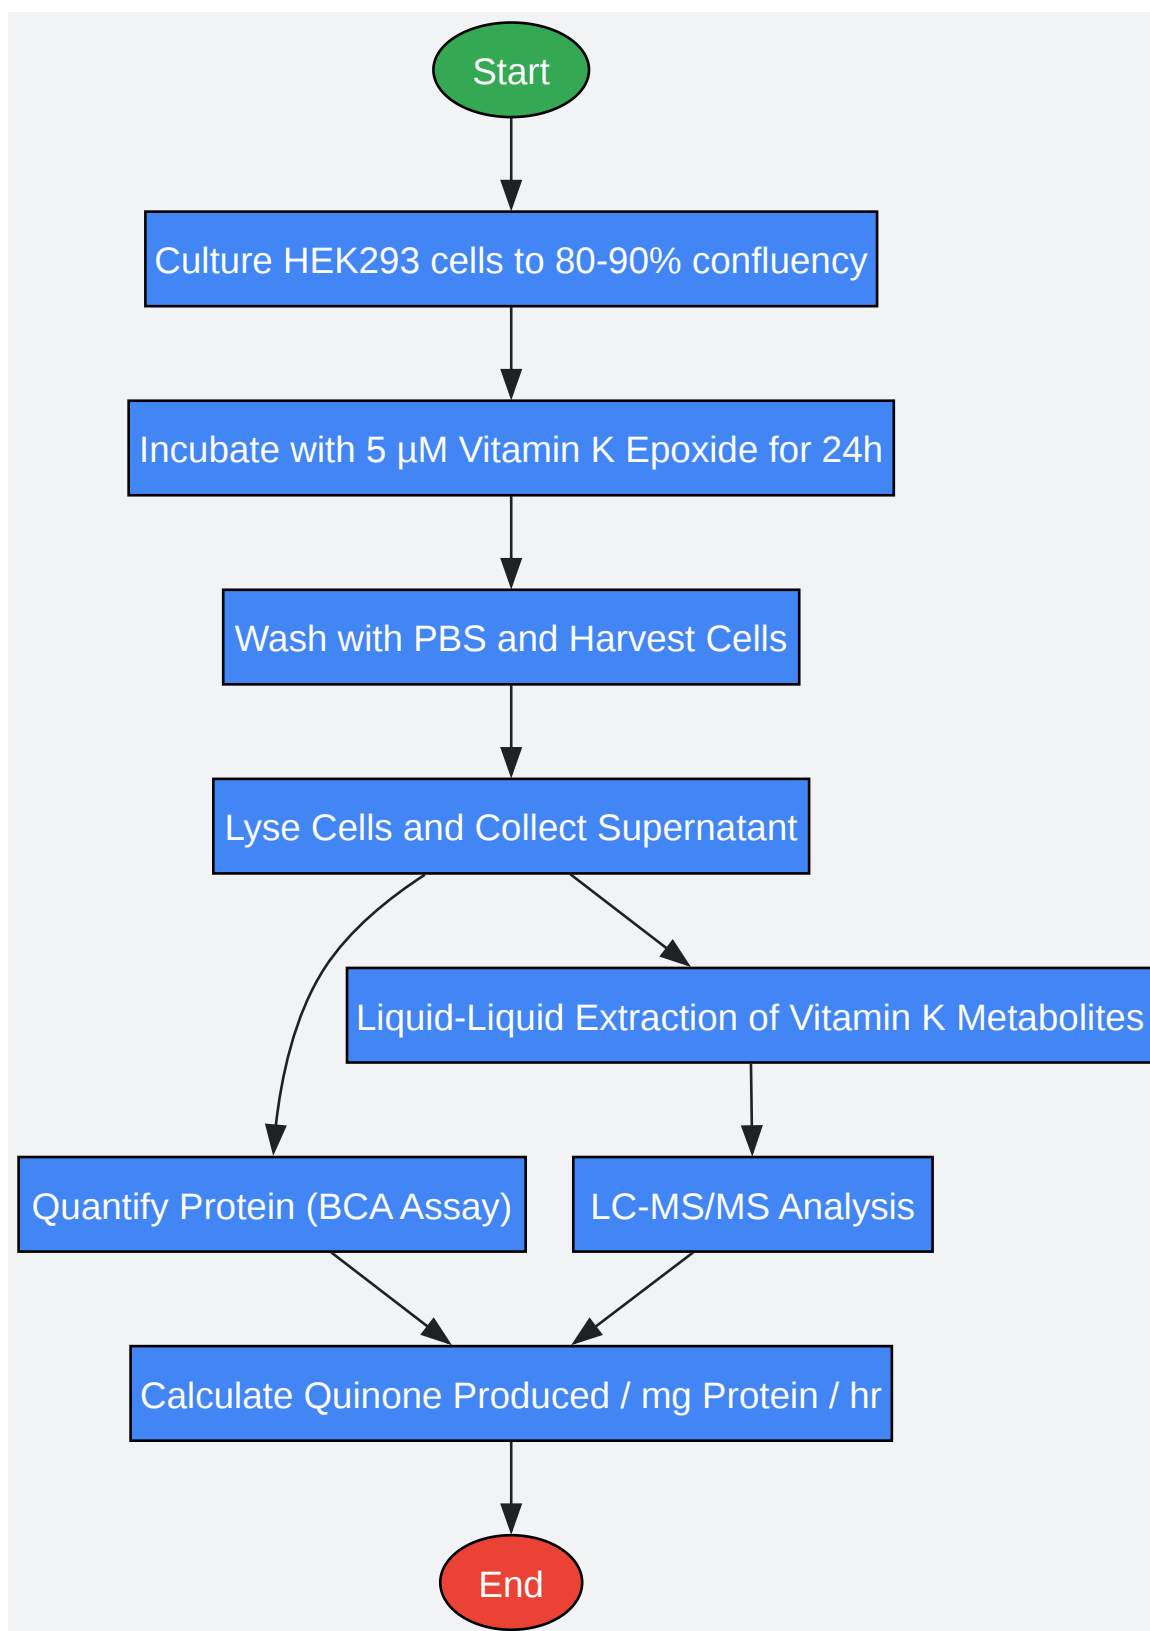 Start
Culture HEK293 cells to 80-90% confluency
Incubate with 5 µM Vitamin K Epoxide for 24h
Wash with PBS and Harvest Cells
Lyse Cells and Collect Supernatant
Liquid-Liquid Extraction of Vitamin K Metabolites
Quantify Protein (BCA Assay)
LC-MS/MS Analysis
Calculate Quinone Produced / mg Protein / hr
End